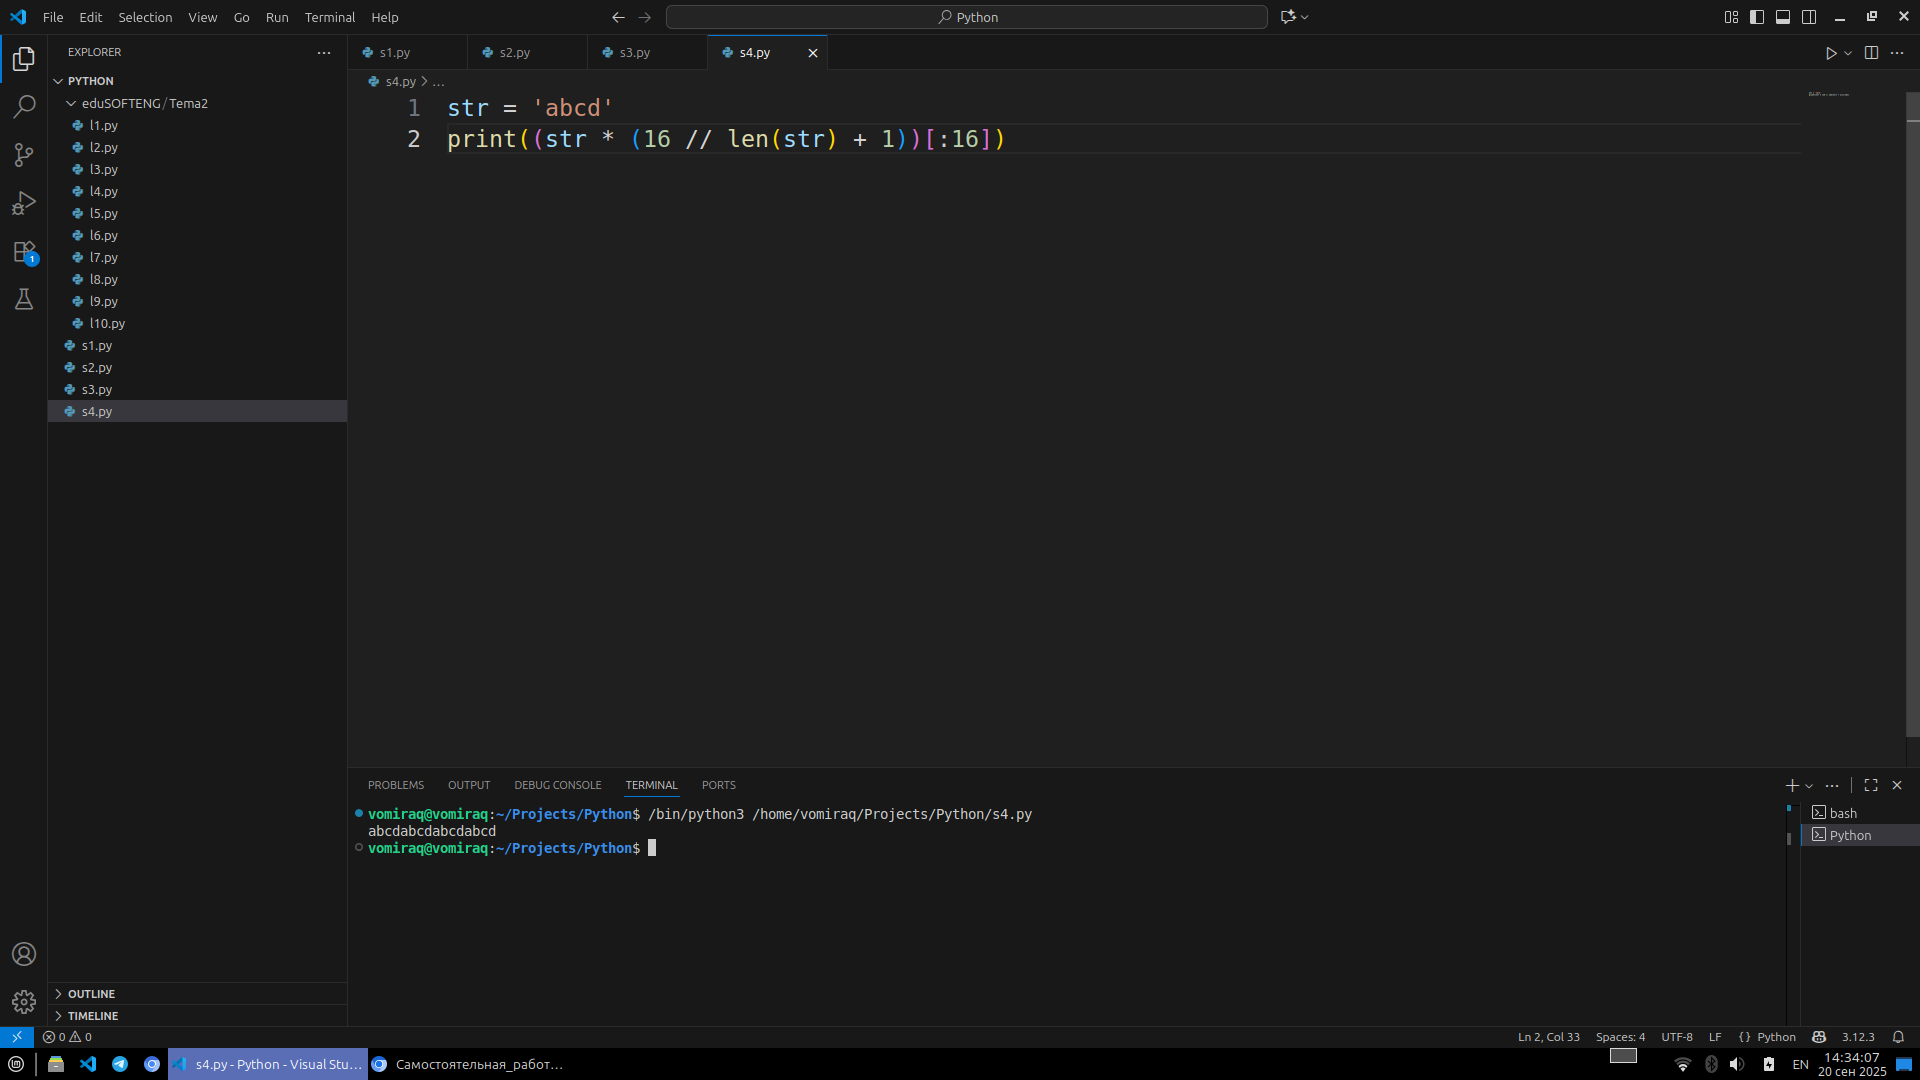 File Edit Selection View Go Run Terminal Help
Python
EXPLORER
PYTHON
eduSOFTENG / Tema2
l1.py
l2.py
l3.py
l4.py
l5.py
l6.py
l7.py
l8.py
l9.py
l10.py
s1.py
s2.py
s3.py
s4.py
OUTLINE
TIMELINE
s1.py s2.py s3.py s4.py
s4.py > ...
1 str = 'abcd'
2 print((str * (16 // len(str) + 1))[:16])
PROBLEMS OUTPUT DEBUG CONSOLE TERMINAL PORTS
vomiraq@vomiraq:~/Projects/Python$ /bin/python3 /home/vomiraq/Projects/Python/s4.py
abcdabcdabcdabcd
vomiraq@vomiraq:~/Projects/Python$
bash
Python
1
0 0
Ln 2, Col 33 Spaces: 4 UTF-8 LF {} Python 3.12.3
s4.py - Python - Visual Stu...
Самостоятельная_работ...
EN
14:34:07
20 сен 2025